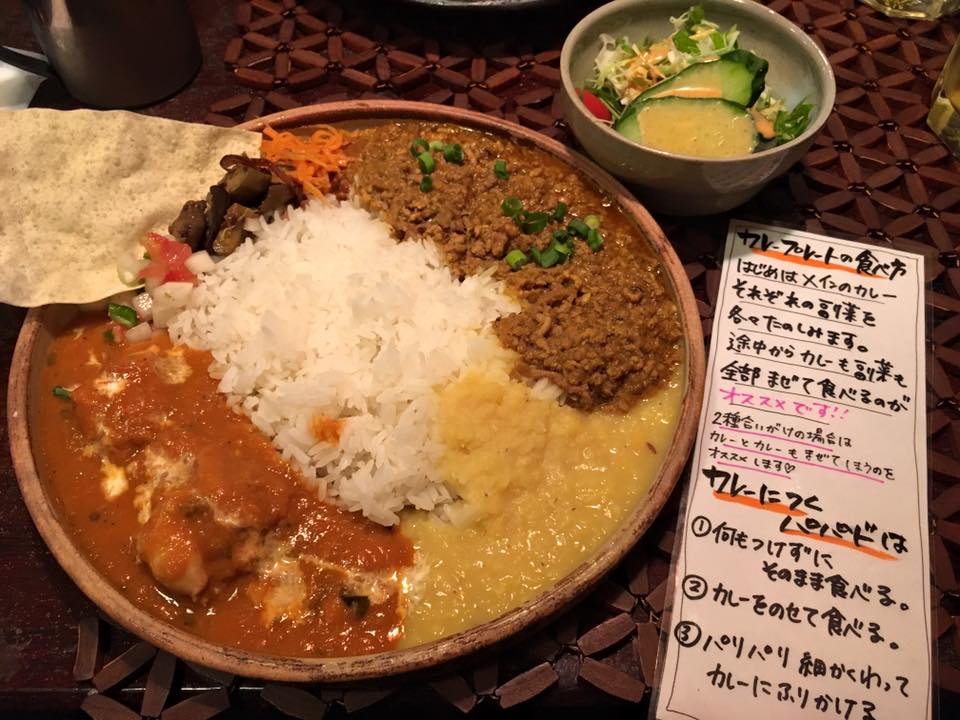 カレープレートの食べ方
はじめはメインのカレー
それぞれの副菜を
各々たのしみます。
途中からカレーも副菜も
全部まぜて食べるのが
オススメです!!
2種合いがけの場合は
カレーとカレーもまぜてしまうのを
オススメします♡
カレーにつく
パパドは
①何もつけずに
そのまま食べる。
②カレーをのせて食べる。
③パリパリ細かくわって
カレーにふりかける